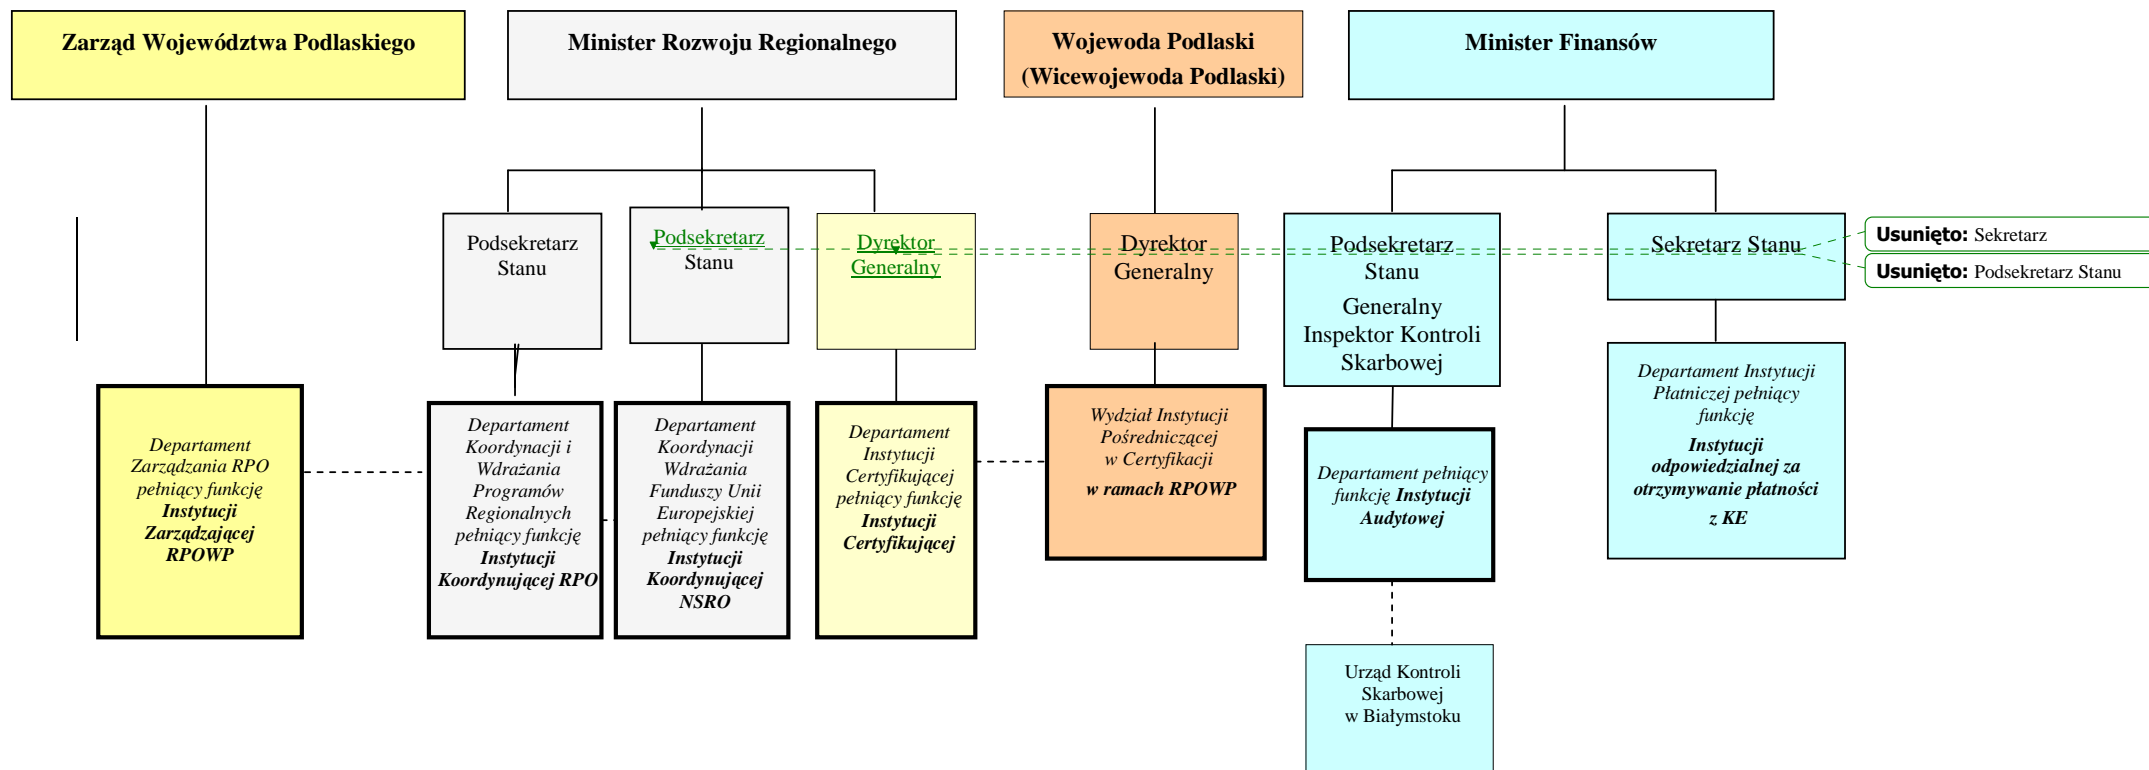 Zarząd Województwa Podlaskiego
Minister Rozwoju Regionalnego
Wojewoda Podlaski
(Wicewojewoda Podlaski)
Minister Finansów
Podsekretarz
Stanu
Podsekretarz
Stanu
Dyrektor
Generalny
Dyrektor
Generalny
Podsekretarz
Stanu
Generalny
Inspektor Kontroli
Skarbowej
Sekretarz Stanu
Usunięto: Sekretarz
Usunięto: Podsekretarz Stanu
Departament
Zarządzania RPO
pełniący funkcję
Instytucji
Zarządzającej
RPOWP
Departament
Koordynacji i
Wdrażania
Programów
Regionalnych
pełniący funkcję
Instytucji
Koordynującej RPO
Departament
Koordynacji
Wdrażania
Funduszy Unii
Europejskiej
pełniący funkcję
Instytucji
Koordynującej
NSRO
Departament
Instytucji
Certyfikującej
pełniący funkcję
Instytucji
Certyfikującej
Wydział Instytucji
Pośredniczącej
w Certyfikacji
w ramach RPOWP
Departament pełniący
funkcję Instytucji
Audytowej
Departament Instytucji
Płatniczej pełniący
funkcję
Instytucji
odpowiedzialnej za
otrzymywanie płatności
z KE
Urząd Kontroli
Skarbowej
w Białymstoku